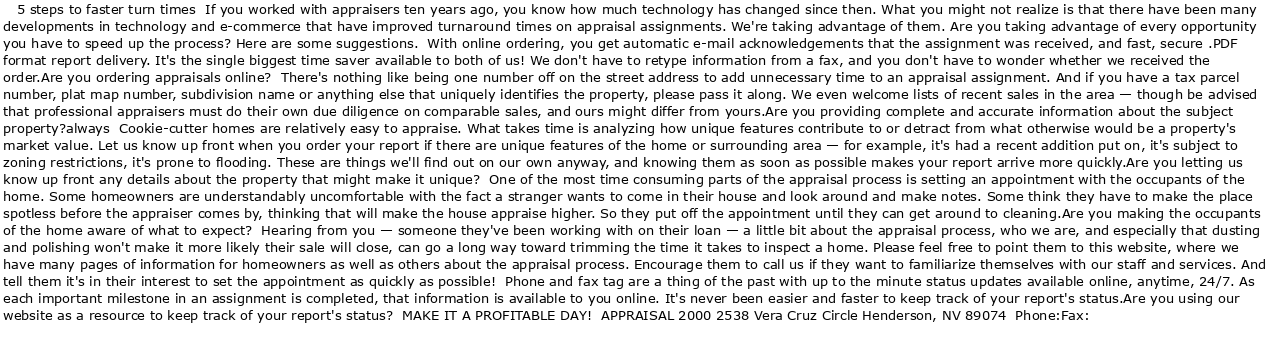 5 steps to faster turn times  If you worked with appraisers ten years ago, you know how much technology has changed since then. What you might not realize is that there have been many
developments in technology and e-commerce that have improved turnaround times on appraisal assignments. We're taking advantage of them. Are you taking advantage of every opportunity
you have to speed up the process? Here are some suggestions.  With online ordering, you get automatic e-mail acknowledgements that the assignment was received, and fast, secure .PDF
format report delivery. It's the single biggest time saver available to both of us! We don't have to retype information from a fax, and you don't have to wonder whether we received the
order.Are you ordering appraisals online?  There's nothing like being one number off on the street address to add unnecessary time to an appraisal assignment. And if you have a tax parcel
number, plat map number, subdivision name or anything else that uniquely identifies the property, please pass it along. We even welcome lists of recent sales in the area — though be advised
that professional appraisers must do their own due diligence on comparable sales, and ours might differ from yours.Are you providing complete and accurate information about the subject
property?always  Cookie-cutter homes are relatively easy to appraise. What takes time is analyzing how unique features contribute to or detract from what otherwise would be a property's
market value. Let us know up front when you order your report if there are unique features of the home or surrounding area — for example, it's had a recent addition put on, it's subject to
zoning restrictions, it's prone to flooding. These are things we'll find out on our own anyway, and knowing them as soon as possible makes your report arrive more quickly.Are you letting us
know up front any details about the property that might make it unique?  One of the most time consuming parts of the appraisal process is setting an appointment with the occupants of the
home. Some homeowners are understandably uncomfortable with the fact a stranger wants to come in their house and look around and make notes. Some think they have to make the place
spotless before the appraiser comes by, thinking that will make the house appraise higher. So they put off the appointment until they can get around to cleaning.Are you making the occupants
of the home aware of what to expect?  Hearing from you — someone they've been working with on their loan — a little bit about the appraisal process, who we are, and especially that dusting
and polishing won't make it more likely their sale will close, can go a long way toward trimming the time it takes to inspect a home. Please feel free to point them to this website, where we
have many pages of information for homeowners as well as others about the appraisal process. Encourage them to call us if they want to familiarize themselves with our staff and services. And
tell them it's in their interest to set the appointment as quickly as possible!  Phone and fax tag are a thing of the past with up to the minute status updates available online, anytime, 24/7. As
each important milestone in an assignment is completed, that information is available to you online. It's never been easier and faster to keep track of your report's status.Are you using our
website as a resource to keep track of your report's status?  MAKE IT A PROFITABLE DAY!  APPRAISAL 2000 2538 Vera Cruz Circle Henderson, NV 89074  Phone:Fax: